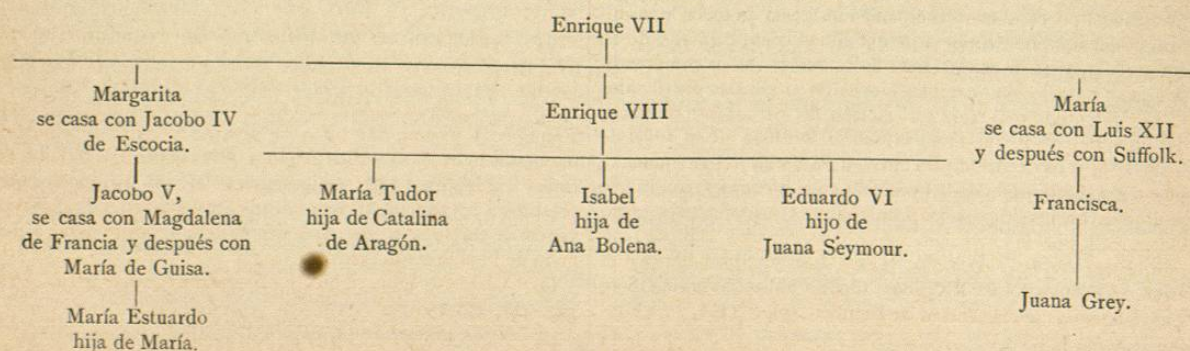 Enrique VII
Margarita
se casa con Jacobo IV
de Escocia.
Enrique VIII
María
se casa con Luis XII
y después con Suffolk.
Jacobo V,
se casa con Magdalena
de Francia y después con
María de Guisa.
María Tudor
hija de Catalina
de Aragón.
Isabel
hija de
Ana Bolena.
Eduardo VI
hijo de
Juana Seymour.
Francisca.
María Estuardo
hija de María.
Juana Grey.